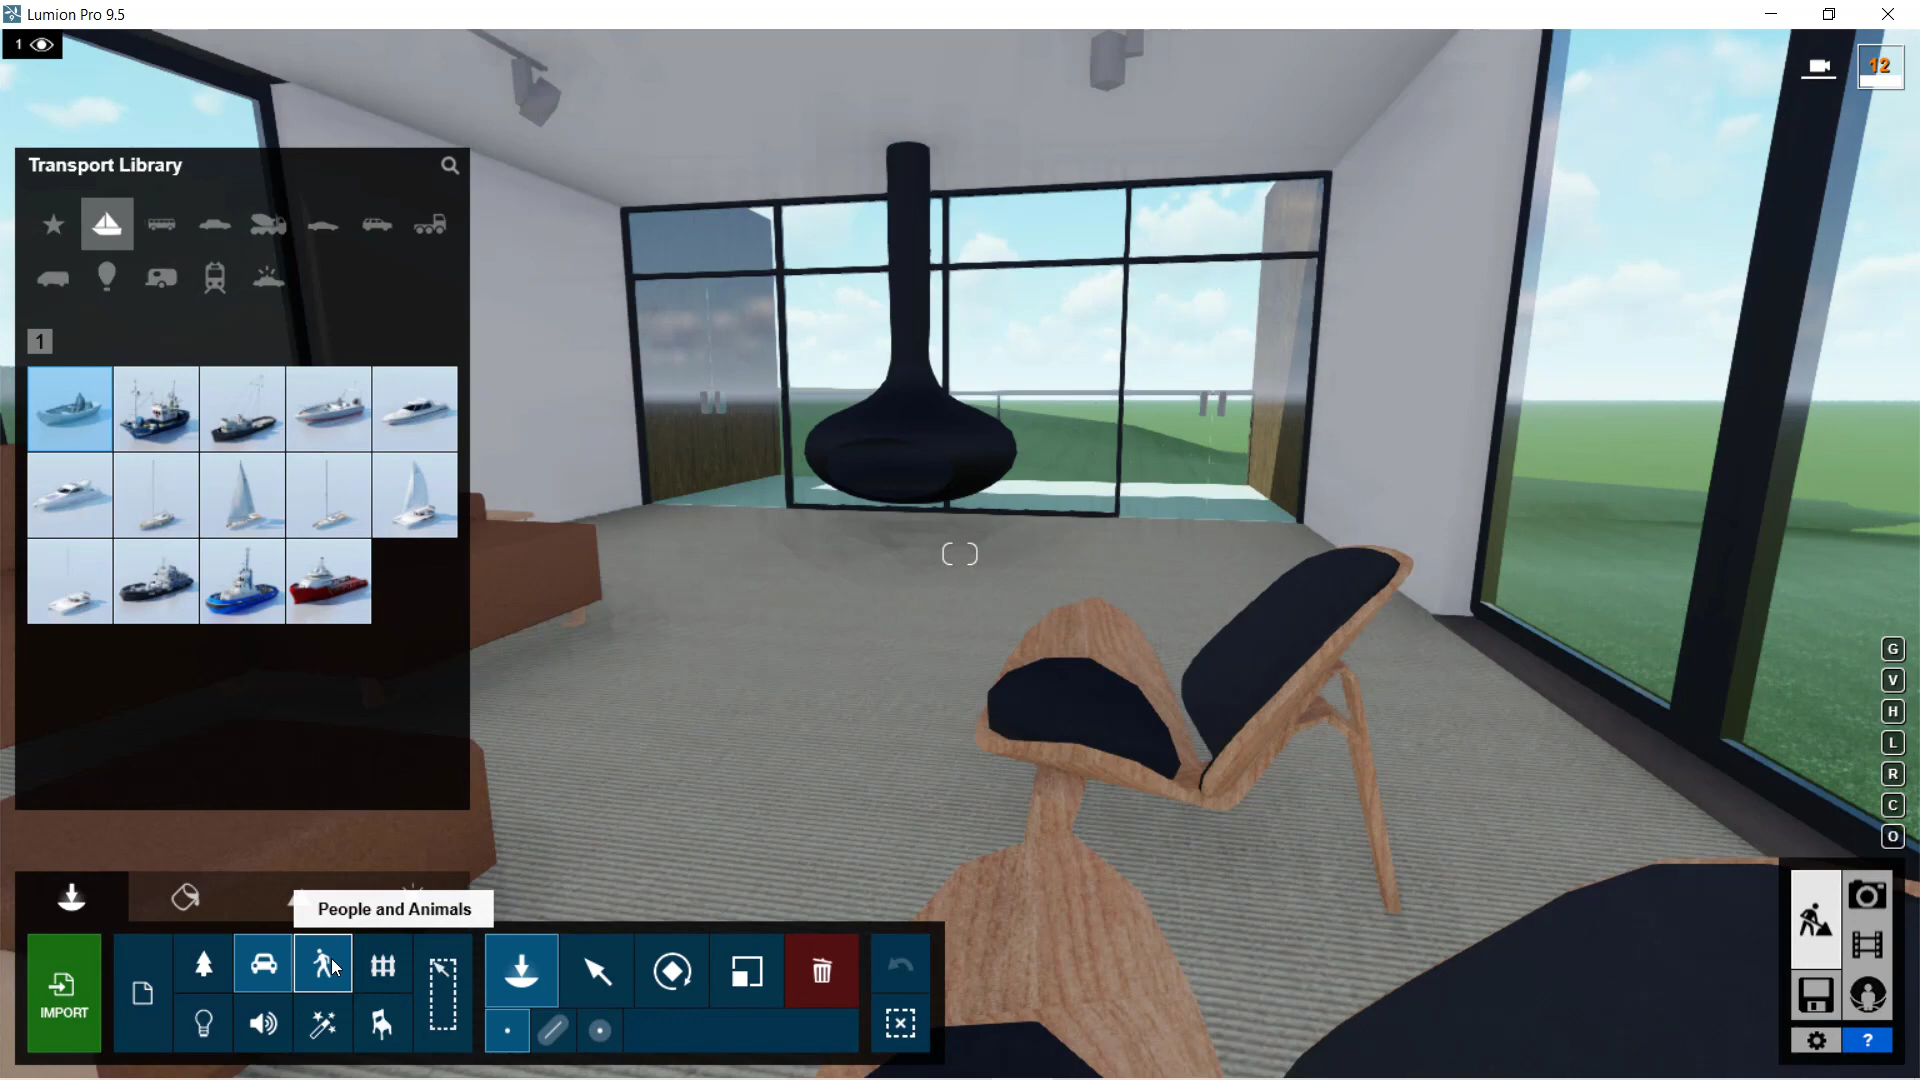 Lumion Pro 9.5
1
12
Transport Library
1
G
V
H
L
R
C
O
People and Animals
IMPORT
?